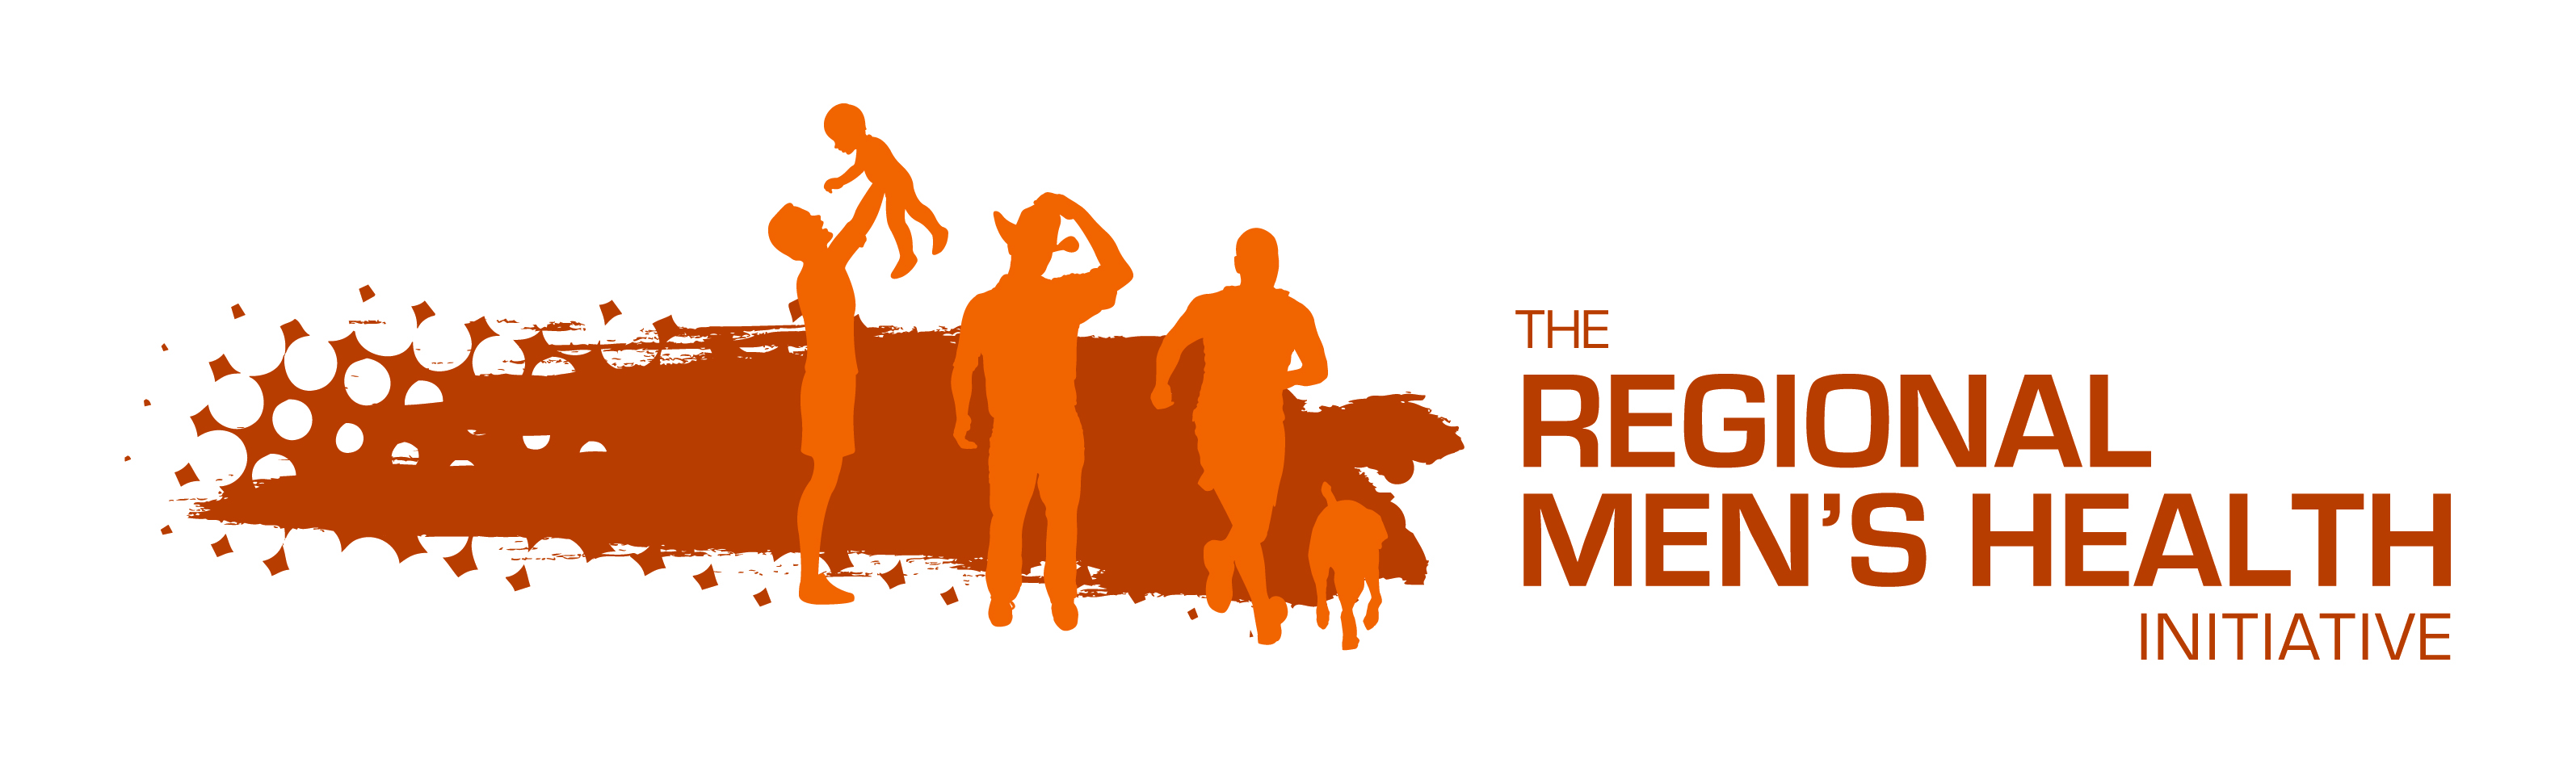 THE
REGIONAL
MEN’S HEALTH
INITIATIVE